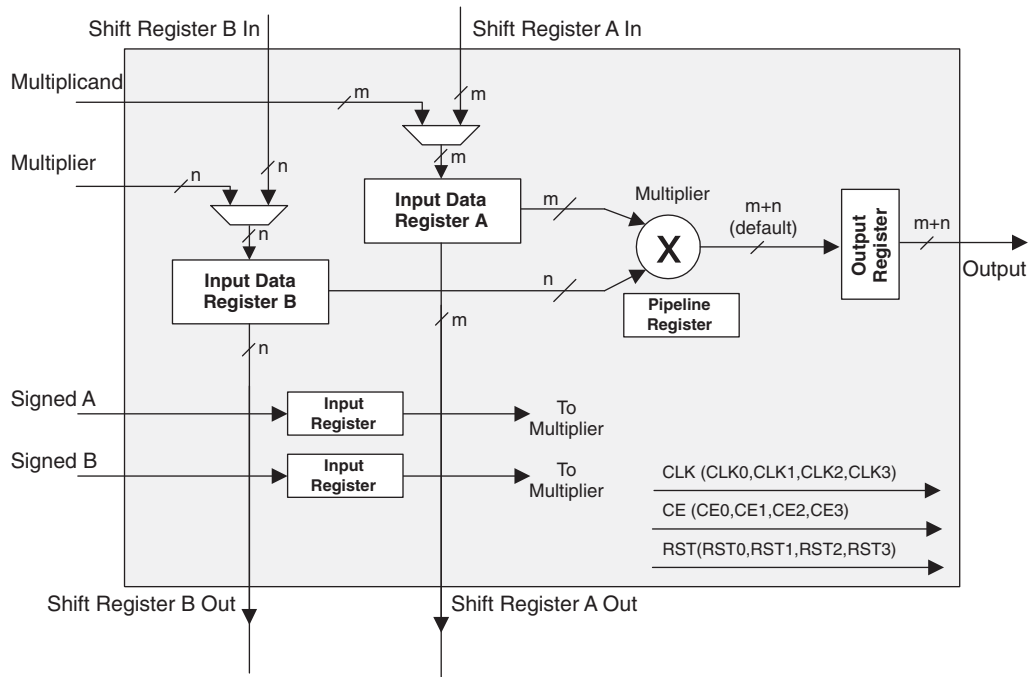 Shift Register B In
Shift Register A In
Multiplicand
m
m
Multiplier
n
n
m
Input Data
Register A
m
Multiplier
X
m+n
(default)
Output
Register
m+n
Output
n
Input Data
Register B
n
Pipeline
Register
m
n
Signed A
Input
Register
To
Multiplier
Signed B
Input
Register
To
Multiplier
CLK (CLK0,CLK1,CLK2,CLK3)
CE (CE0,CE1,CE2,CE3)
RST(RST0,RST1,RST2,RST3)
Shift Register B Out
Shift Register A Out